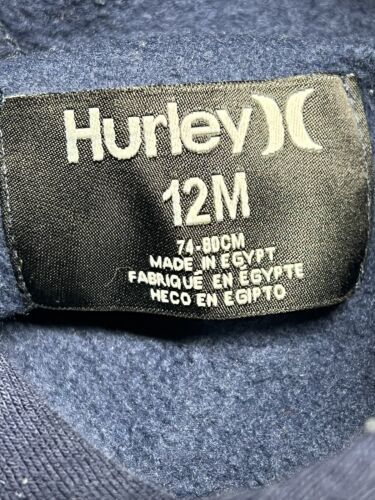 Hurley
12M
74-80CM
MADE IN EGYPT
FABRIQUÉ EN ÉGYPTE
HECO EN EGIPTO